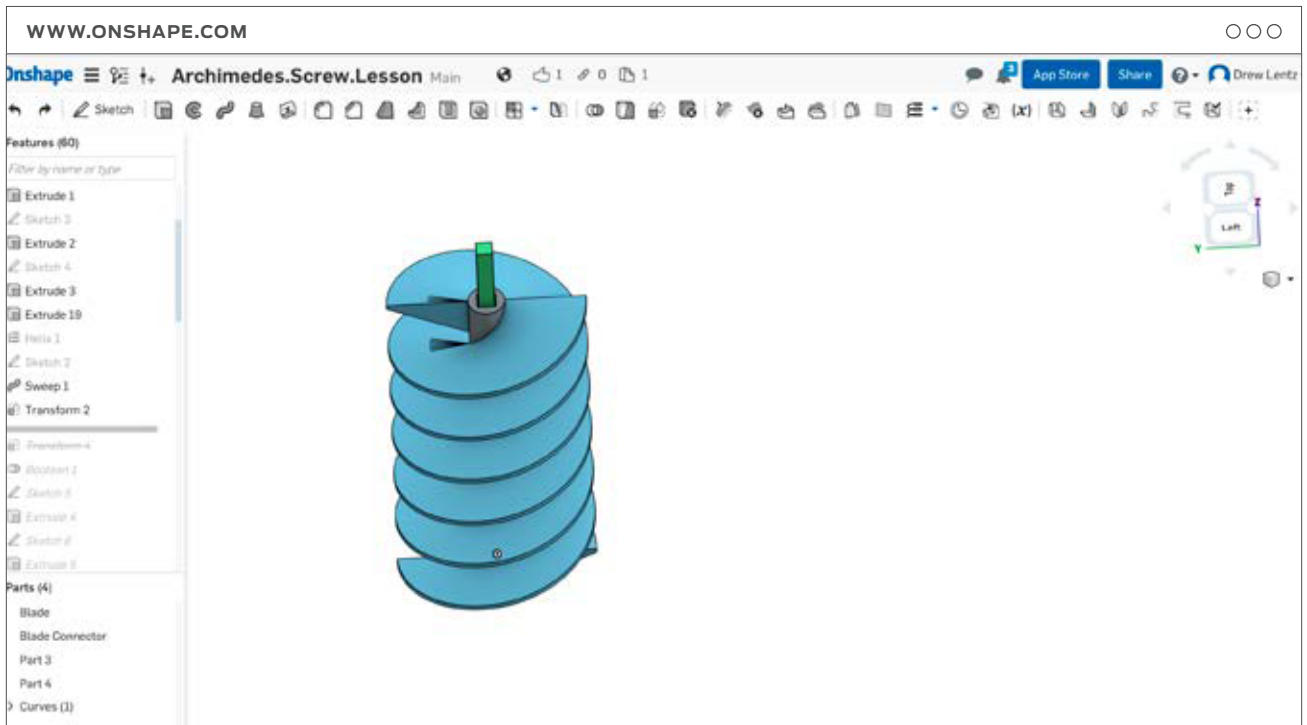 WWW.ONSHAPE.COM
Onshape Archimedes.Screw.Lesson Main 1 0 1 App Store Share Drew Lentz
Sketch (x)
Features (60)
Filter by name or type
Extrude 1
Sketch 3
Extrude 2
Sketch 4
Extrude 3
Extrude 19
Helix 1
Sketch 2
Sweep 1
Transform 2
Transform 4
Boolean 1
Sketch 5
Extrude 4
Sketch 6
Parts (4)
Blade
Blade Connector
Part 3
Part 4
Curves (1)
Z
Left
Y